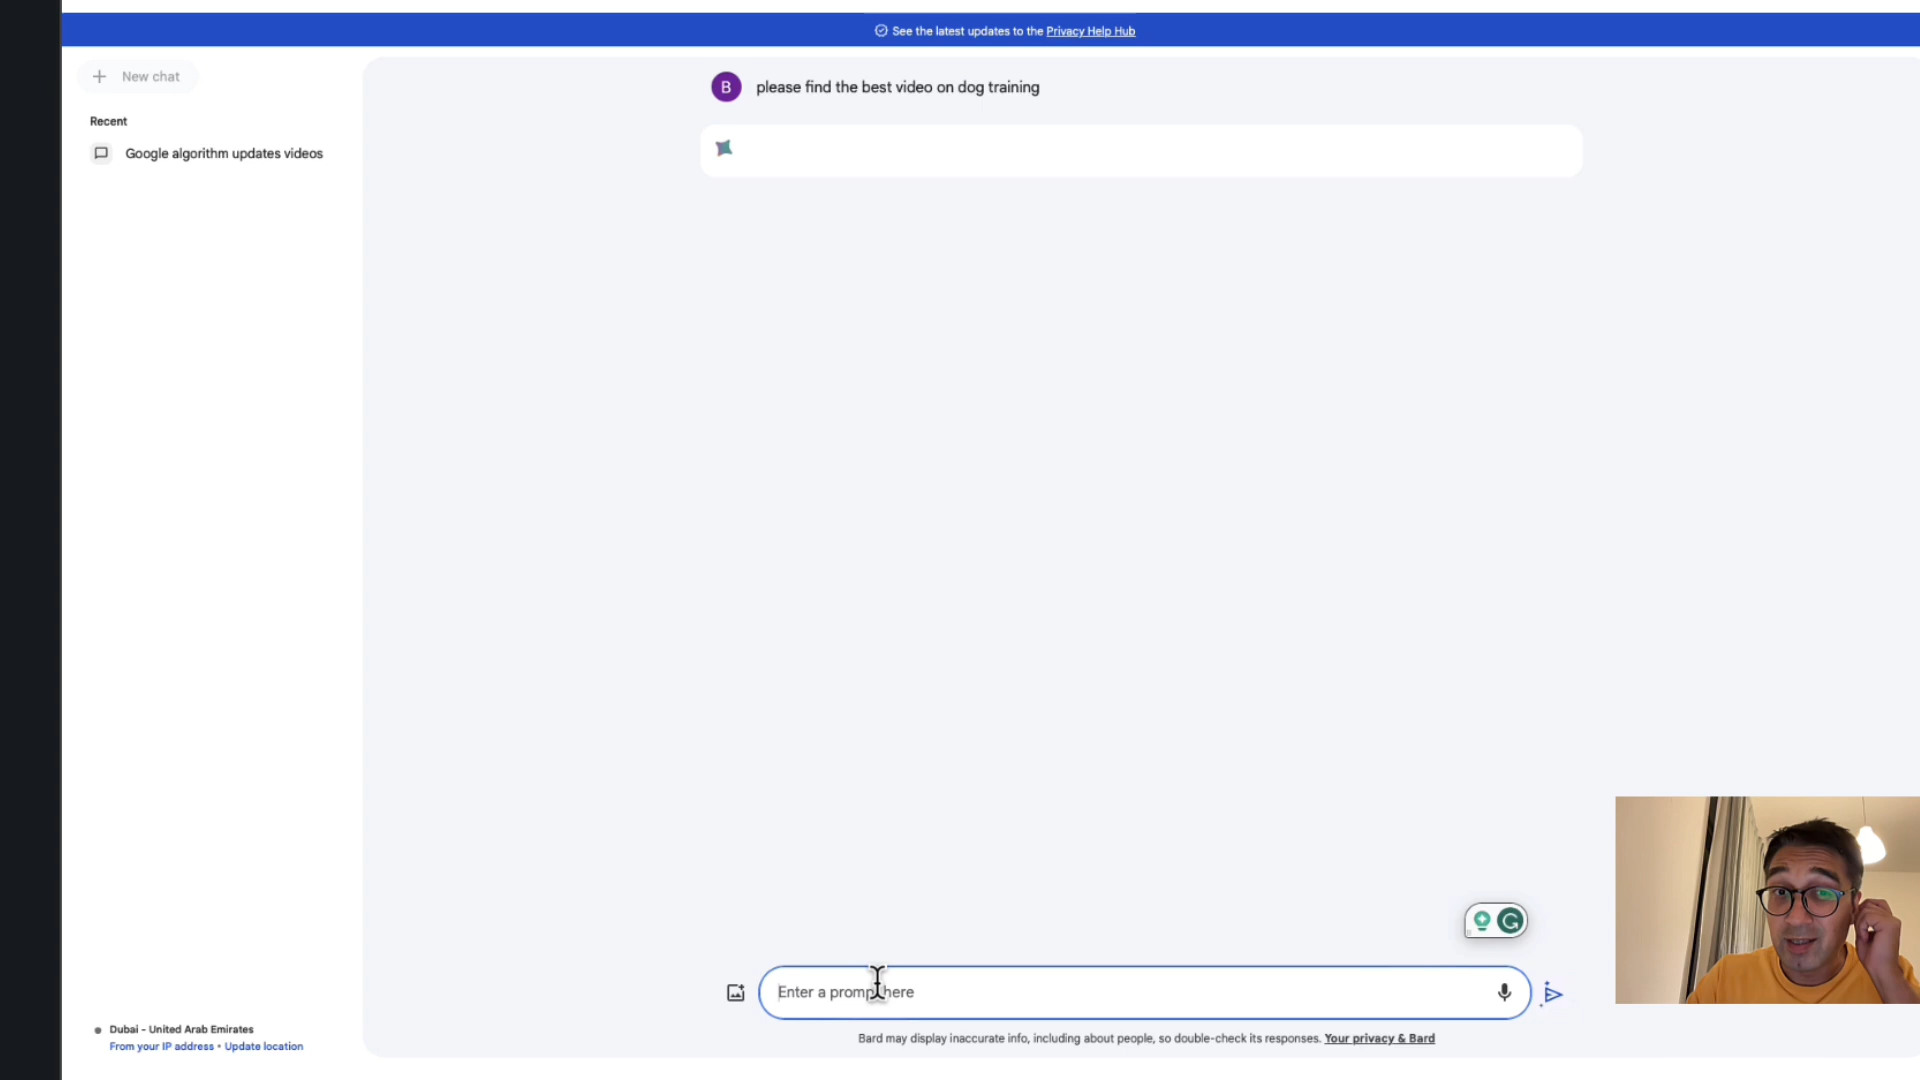 See the latest updates to the Privacy Help Hub
New chat
Recent
Google algorithm updates videos
B
please find the best video on dog training
Enter a prompt here
Bard may display inaccurate info, including about people, so double-check its responses. Your privacy & Bard
Dubai - United Arab Emirates
From your IP address • Update location